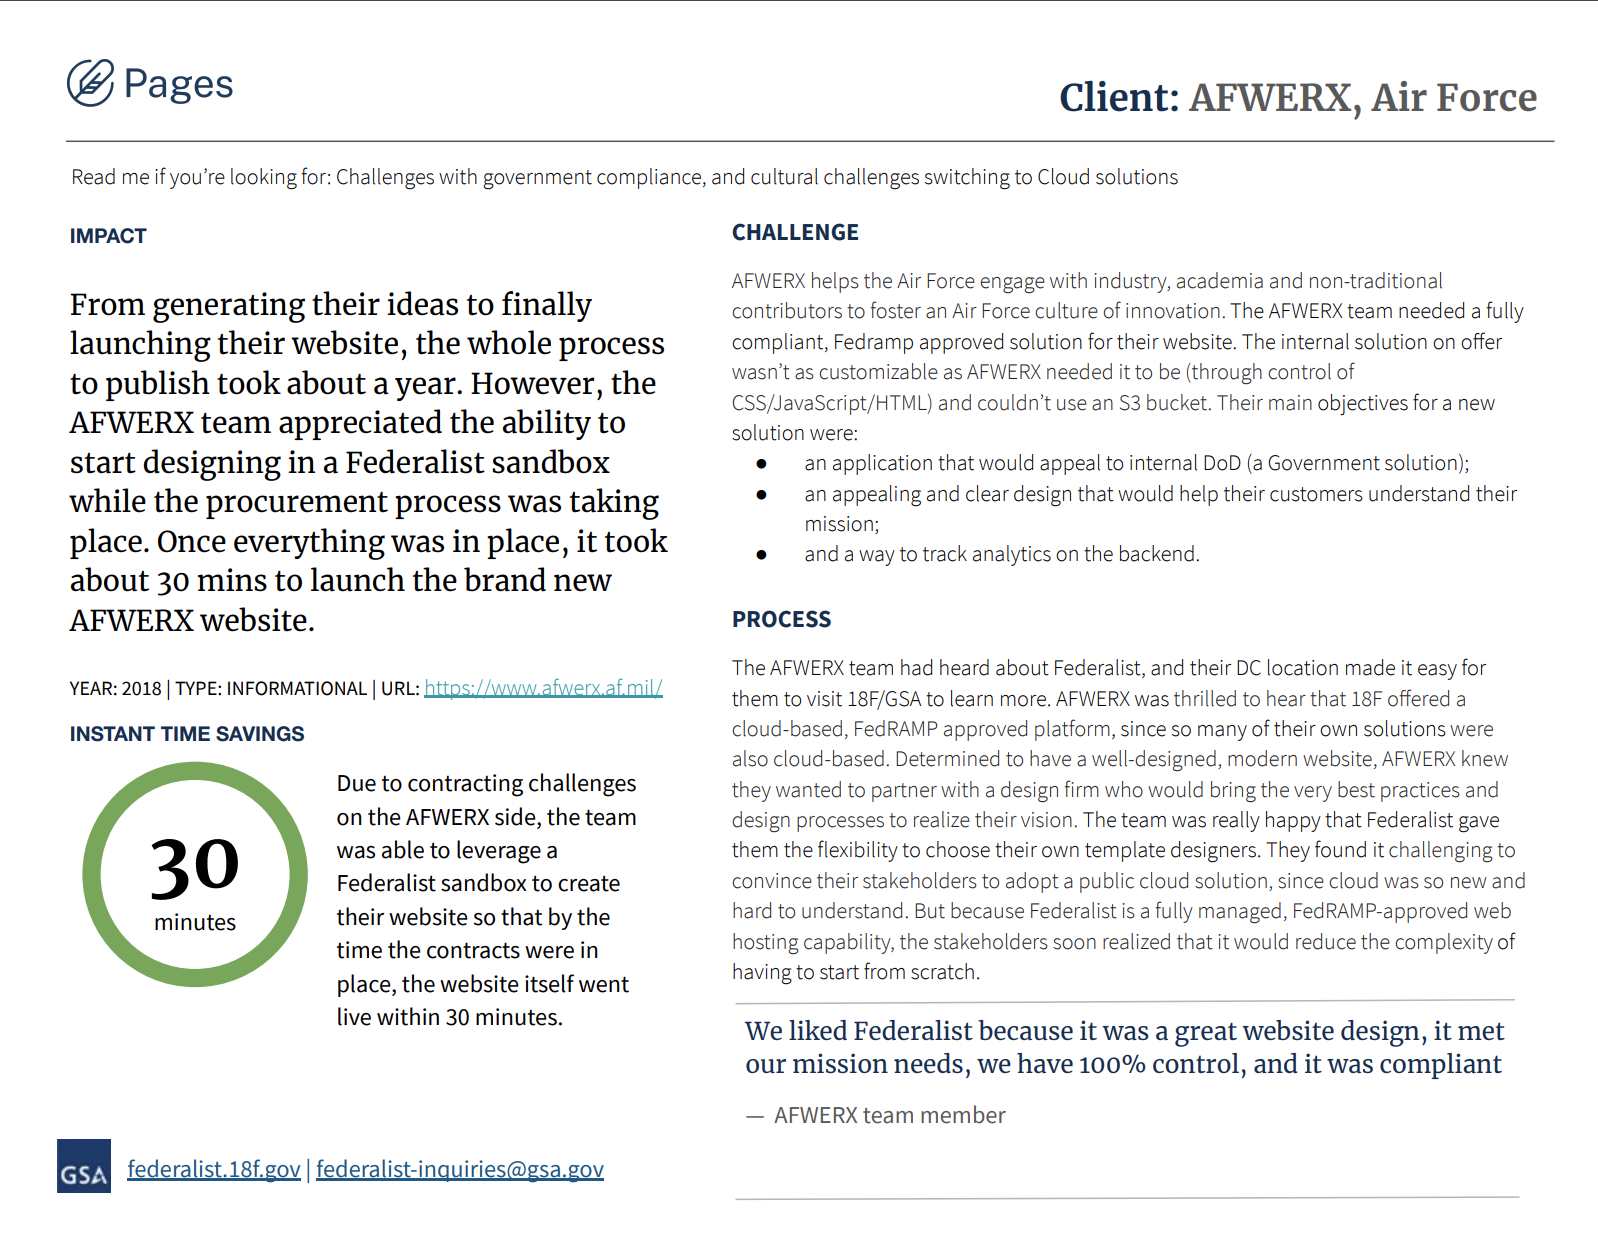 Pages
Client: AFWERX, Air Force
Read me if you’re looking for: Challenges with government compliance, and cultural challenges switching to Cloud solutions
IMPACT
From generating their ideas to finally
launching their website, the whole process
to publish took about a year. However, the
AFWERX team appreciated the ability to
start designing in a Federalist sandbox
while the procurement process was taking
place. Once everything was in place, it took
about 30 mins to launch the brand new
AFWERX website.
YEAR: 2018 | TYPE: INFORMATIONAL | URL: https://www.afwerx.af.mil/
INSTANT TIME SAVINGS
30
minutes
Due to contracting challenges
on the AFWERX side, the team
was able to leverage a
Federalist sandbox to create
their website so that by the
time the contracts were in
place, the website itself went
live within 30 minutes.
CHALLENGE
AFWERX helps the Air Force engage with industry, academia and non-traditional
contributors to foster an Air Force culture of innovation. The AFWERX team needed a fully
compliant, Fedramp approved solution for their website. The internal solution on offer
wasn’t as customizable as AFWERX needed it to be (through control of
CSS/JavaScript/HTML) and couldn’t use an S3 bucket. Their main objectives for a new
solution were:
● an application that would appeal to internal DoD (a Government solution);
● an appealing and clear design that would help their customers understand their
mission;
● and a way to track analytics on the backend.
PROCESS
The AFWERX team had heard about Federalist, and their DC location made it easy for
them to visit 18F/GSA to learn more. AFWERX was thrilled to hear that 18F offered a
cloud-based, FedRAMP approved platform, since so many of their own solutions were
also cloud-based. Determined to have a well-designed, modern website, AFWERX knew
they wanted to partner with a design firm who would bring the very best practices and
design processes to realize their vision. The team was really happy that Federalist gave
them the flexibility to choose their own template designers. They found it challenging to
convince their stakeholders to adopt a public cloud solution, since cloud was so new and
hard to understand. But because Federalist is a fully managed, FedRAMP-approved web
hosting capability, the stakeholders soon realized that it would reduce the complexity of
having to start from scratch.
We liked Federalist because it was a great website design, it met
our mission needs, we have 100% control, and it was compliant
— AFWERX team member
GSA
federalist.18f.gov | federalist-inquiries@gsa.gov